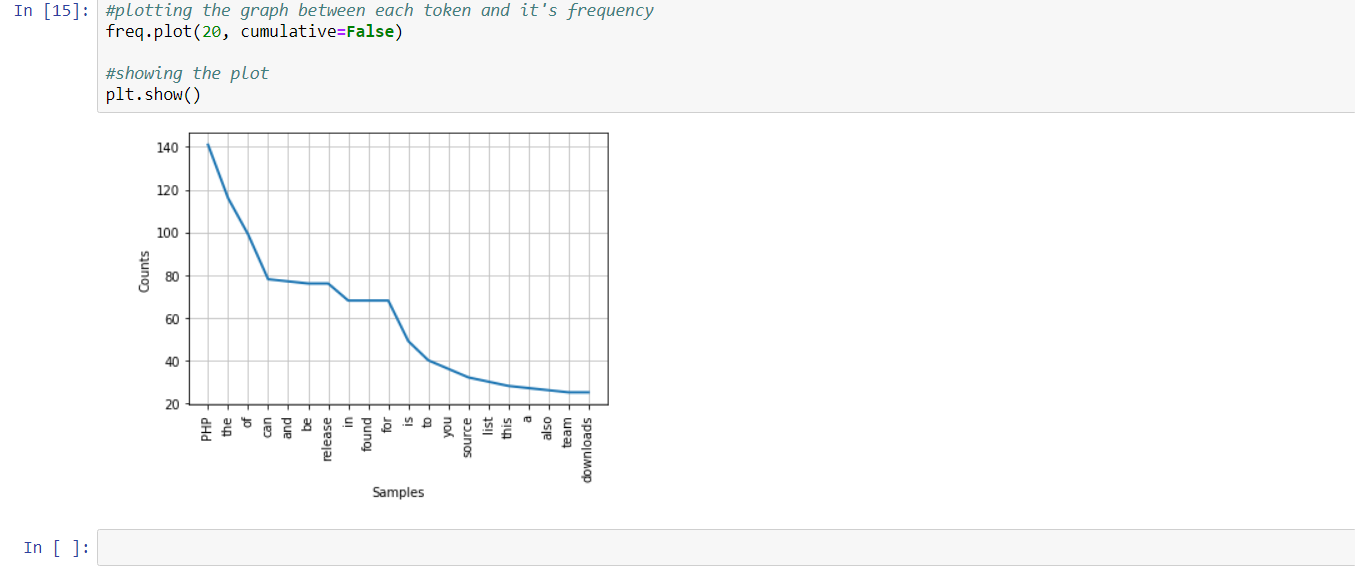 In [15]: #plotting the graph between each token and it's frequency
freq.plot(20, cumulative=False)
#showing the plot
plt.show()
140
120
100
80
60
40
20
Counts
PHP
the
of
can
and
be
release
in
found
for
is
to
you
source
list
this
a
also
team
downloads
Samples
In [ ]: